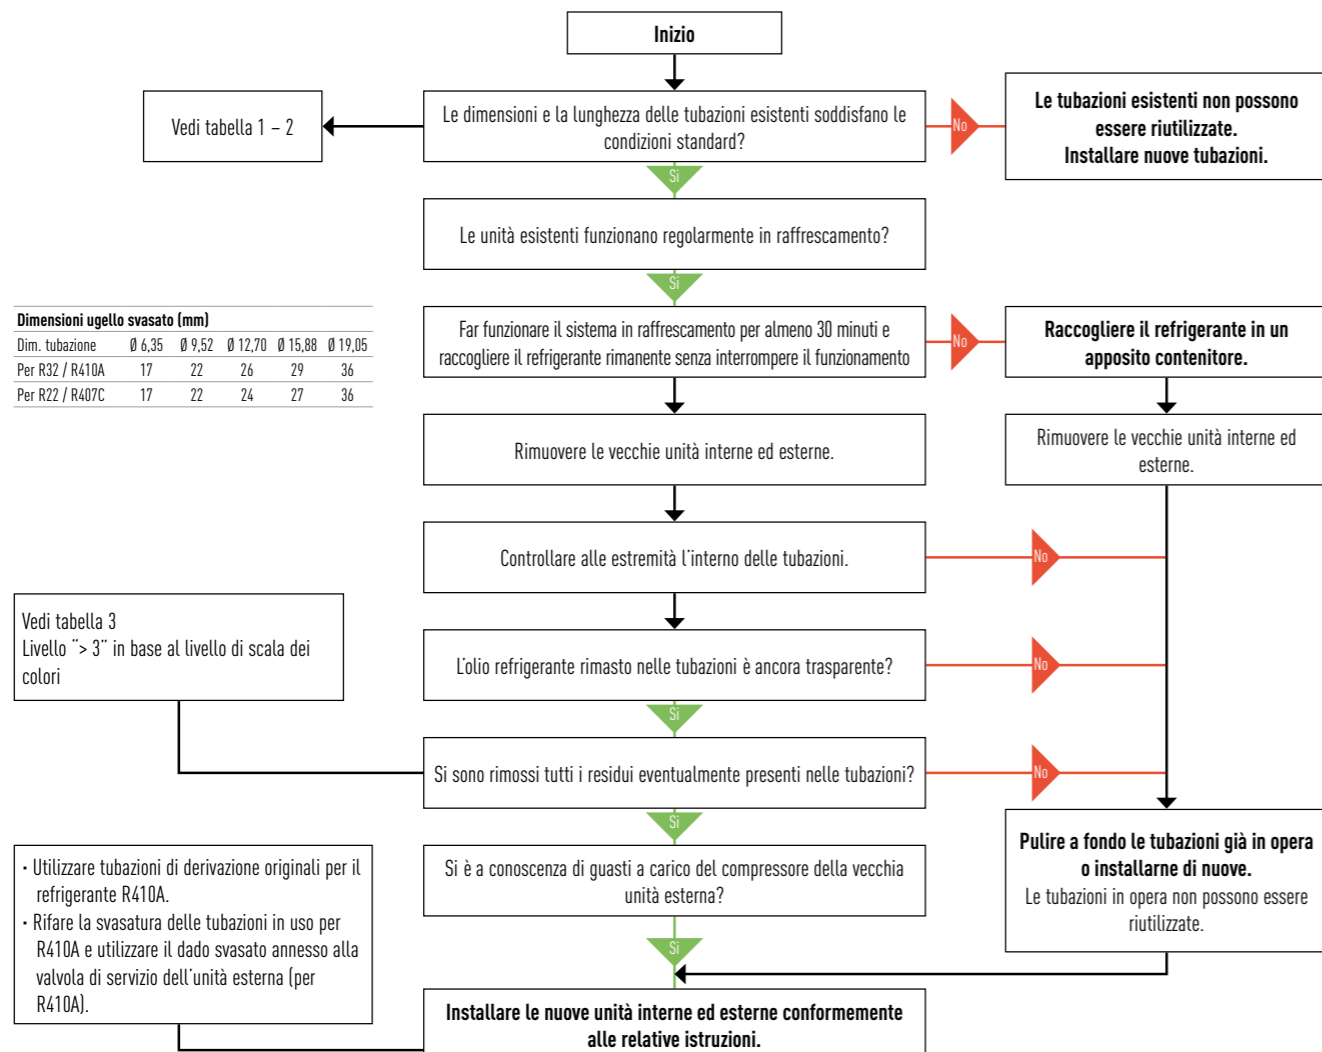 Inizio
Vedi tabella 1 – 2
Le dimensioni e la lunghezza delle tubazioni esistenti soddisfano le
condizioni standard?
No
Le tubazioni esistenti non possono
essere riutilizzate.
Installare nuove tubazioni.
Si
Le unità esistenti funzionano regolarmente in raffrescamento?
Si
Dimensioni ugello svasato (mm)
Dim. tubazione Ø 6,35 Ø 9,52 Ø 12,70 Ø 15,88 Ø 19,05
Per R32 / R410A 17 22 26 29 36
Per R22 / R407C 17 22 24 27 36
Far funzionare il sistema in raffrescamento per almeno 30 minuti e
raccogliere il refrigerante rimanente senza interrompere il funzionamento
No
Raccogliere il refrigerante in un
apposito contenitore.
Rimuovere le vecchie unità interne ed esterne.
Rimuovere le vecchie unità interne ed
esterne.
Controllare alle estremità l'interno delle tubazioni.
No
Vedi tabella 3
Livello "> 3" in base al livello di scala dei
colori
L'olio refrigerante rimasto nelle tubazioni è ancora trasparente?
No
Si
Si sono rimossi tutti i residui eventualmente presenti nelle tubazioni?
No
Si
· Utilizzare tubazioni di derivazione originali per il
refrigerante R410A.
· Rifare la svasatura delle tubazioni in uso per
R410A e utilizzare il dado svasato annesso alla
valvola di servizio dell'unità esterna (per
R410A).
Si è a conoscenza di guasti a carico del compressore della vecchia
unità esterna?
Pulire a fondo le tubazioni già in opera
o installarne di nuove.
Le tubazioni in opera non possono essere
riutilizzate.
Si
Installare le nuove unità interne ed esterne conformemente
alle relative istruzioni.